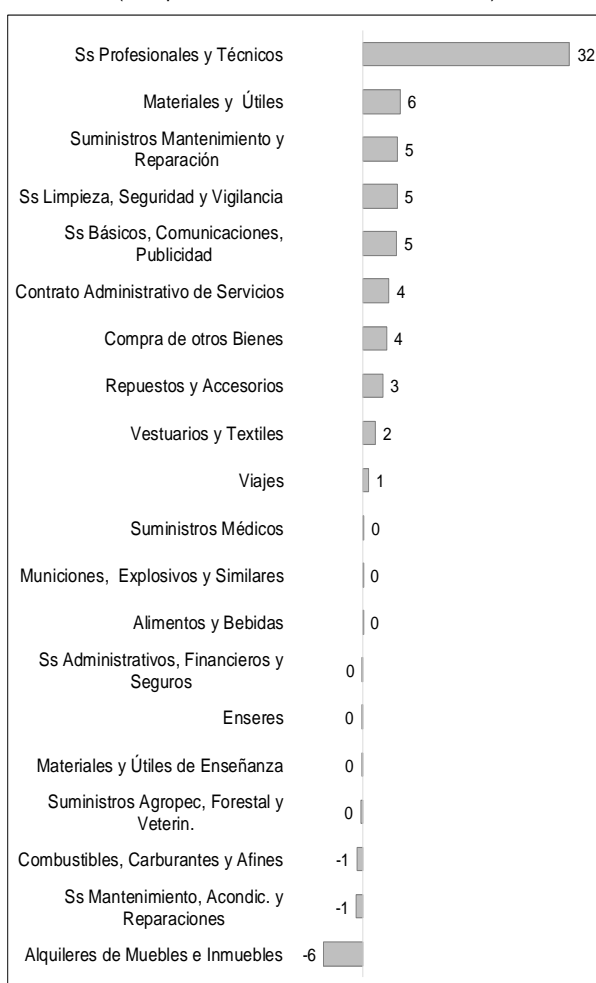 Ss Profesionales y Técnicos 32
Materiales y Útiles 6
Suministros Mantenimiento y
Reparación 5
Ss Limpieza, Seguridad y Vigilancia 5
Ss Básicos, Comunicaciones,
Publicidad 5
Contrato Administrativo de Servicios 4
Compra de otros Bienes 4
Repuestos y Accesorios 3
Vestuarios y Textiles 2
Viajes 1
Suministros Médicos 0
Municiones, Explosivos y Similares 0
Alimentos y Bebidas 0
Ss Administrativos, Financieros y
Seguros 0
Enseres 0
Materiales y Útiles de Enseñanza 0
Suministros Agropec, Forestal y
Veterin. 0
Combustibles, Carburantes y Afines -1
Ss Mantenimiento, Acondic. y
Reparaciones -1
Alquileres de Muebles e Inmuebles -6